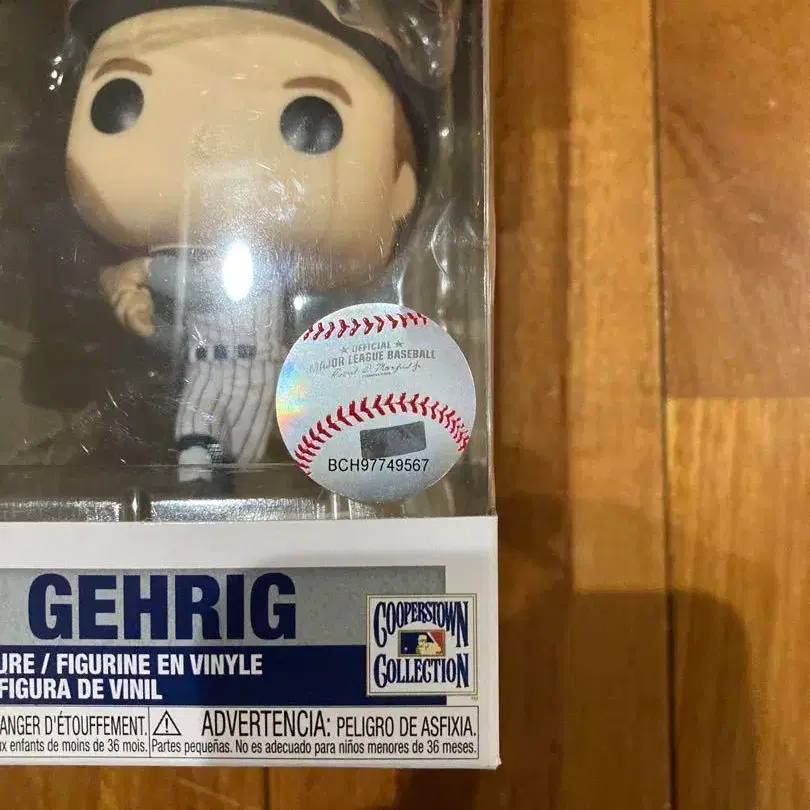 ★ OFFICIAL ★
MAJOR LEAGUE BASEBALL
BCH97749567
GEHRIG
COOPERSTOWN
COLLECTION
URE / FIGURINE EN VINYLE
FIGURA DE VINIL
ANGER D'ÉTOUFFEMENT.
x enfants de moins de 36 mois.
ADVERTENCIA: PELIGRO DE ASFIXIA.
Partes pequeñas. No es adecuado para niños menores de 36 meses.